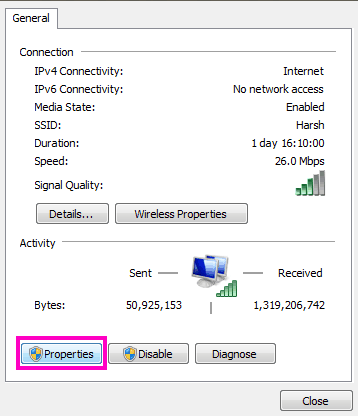 General
Connection
IPv4 Connectivity: Internet
IPv6 Connectivity: No network access
Media State: Enabled
SSID: Harsh
Duration: 1 day 16:10:00
Speed: 26.0 Mbps
Signal Quality:
Details... Wireless Properties
Activity
Sent Received
Bytes: 50,925,153 1,319,206,742
Properties Disable Diagnose
Close